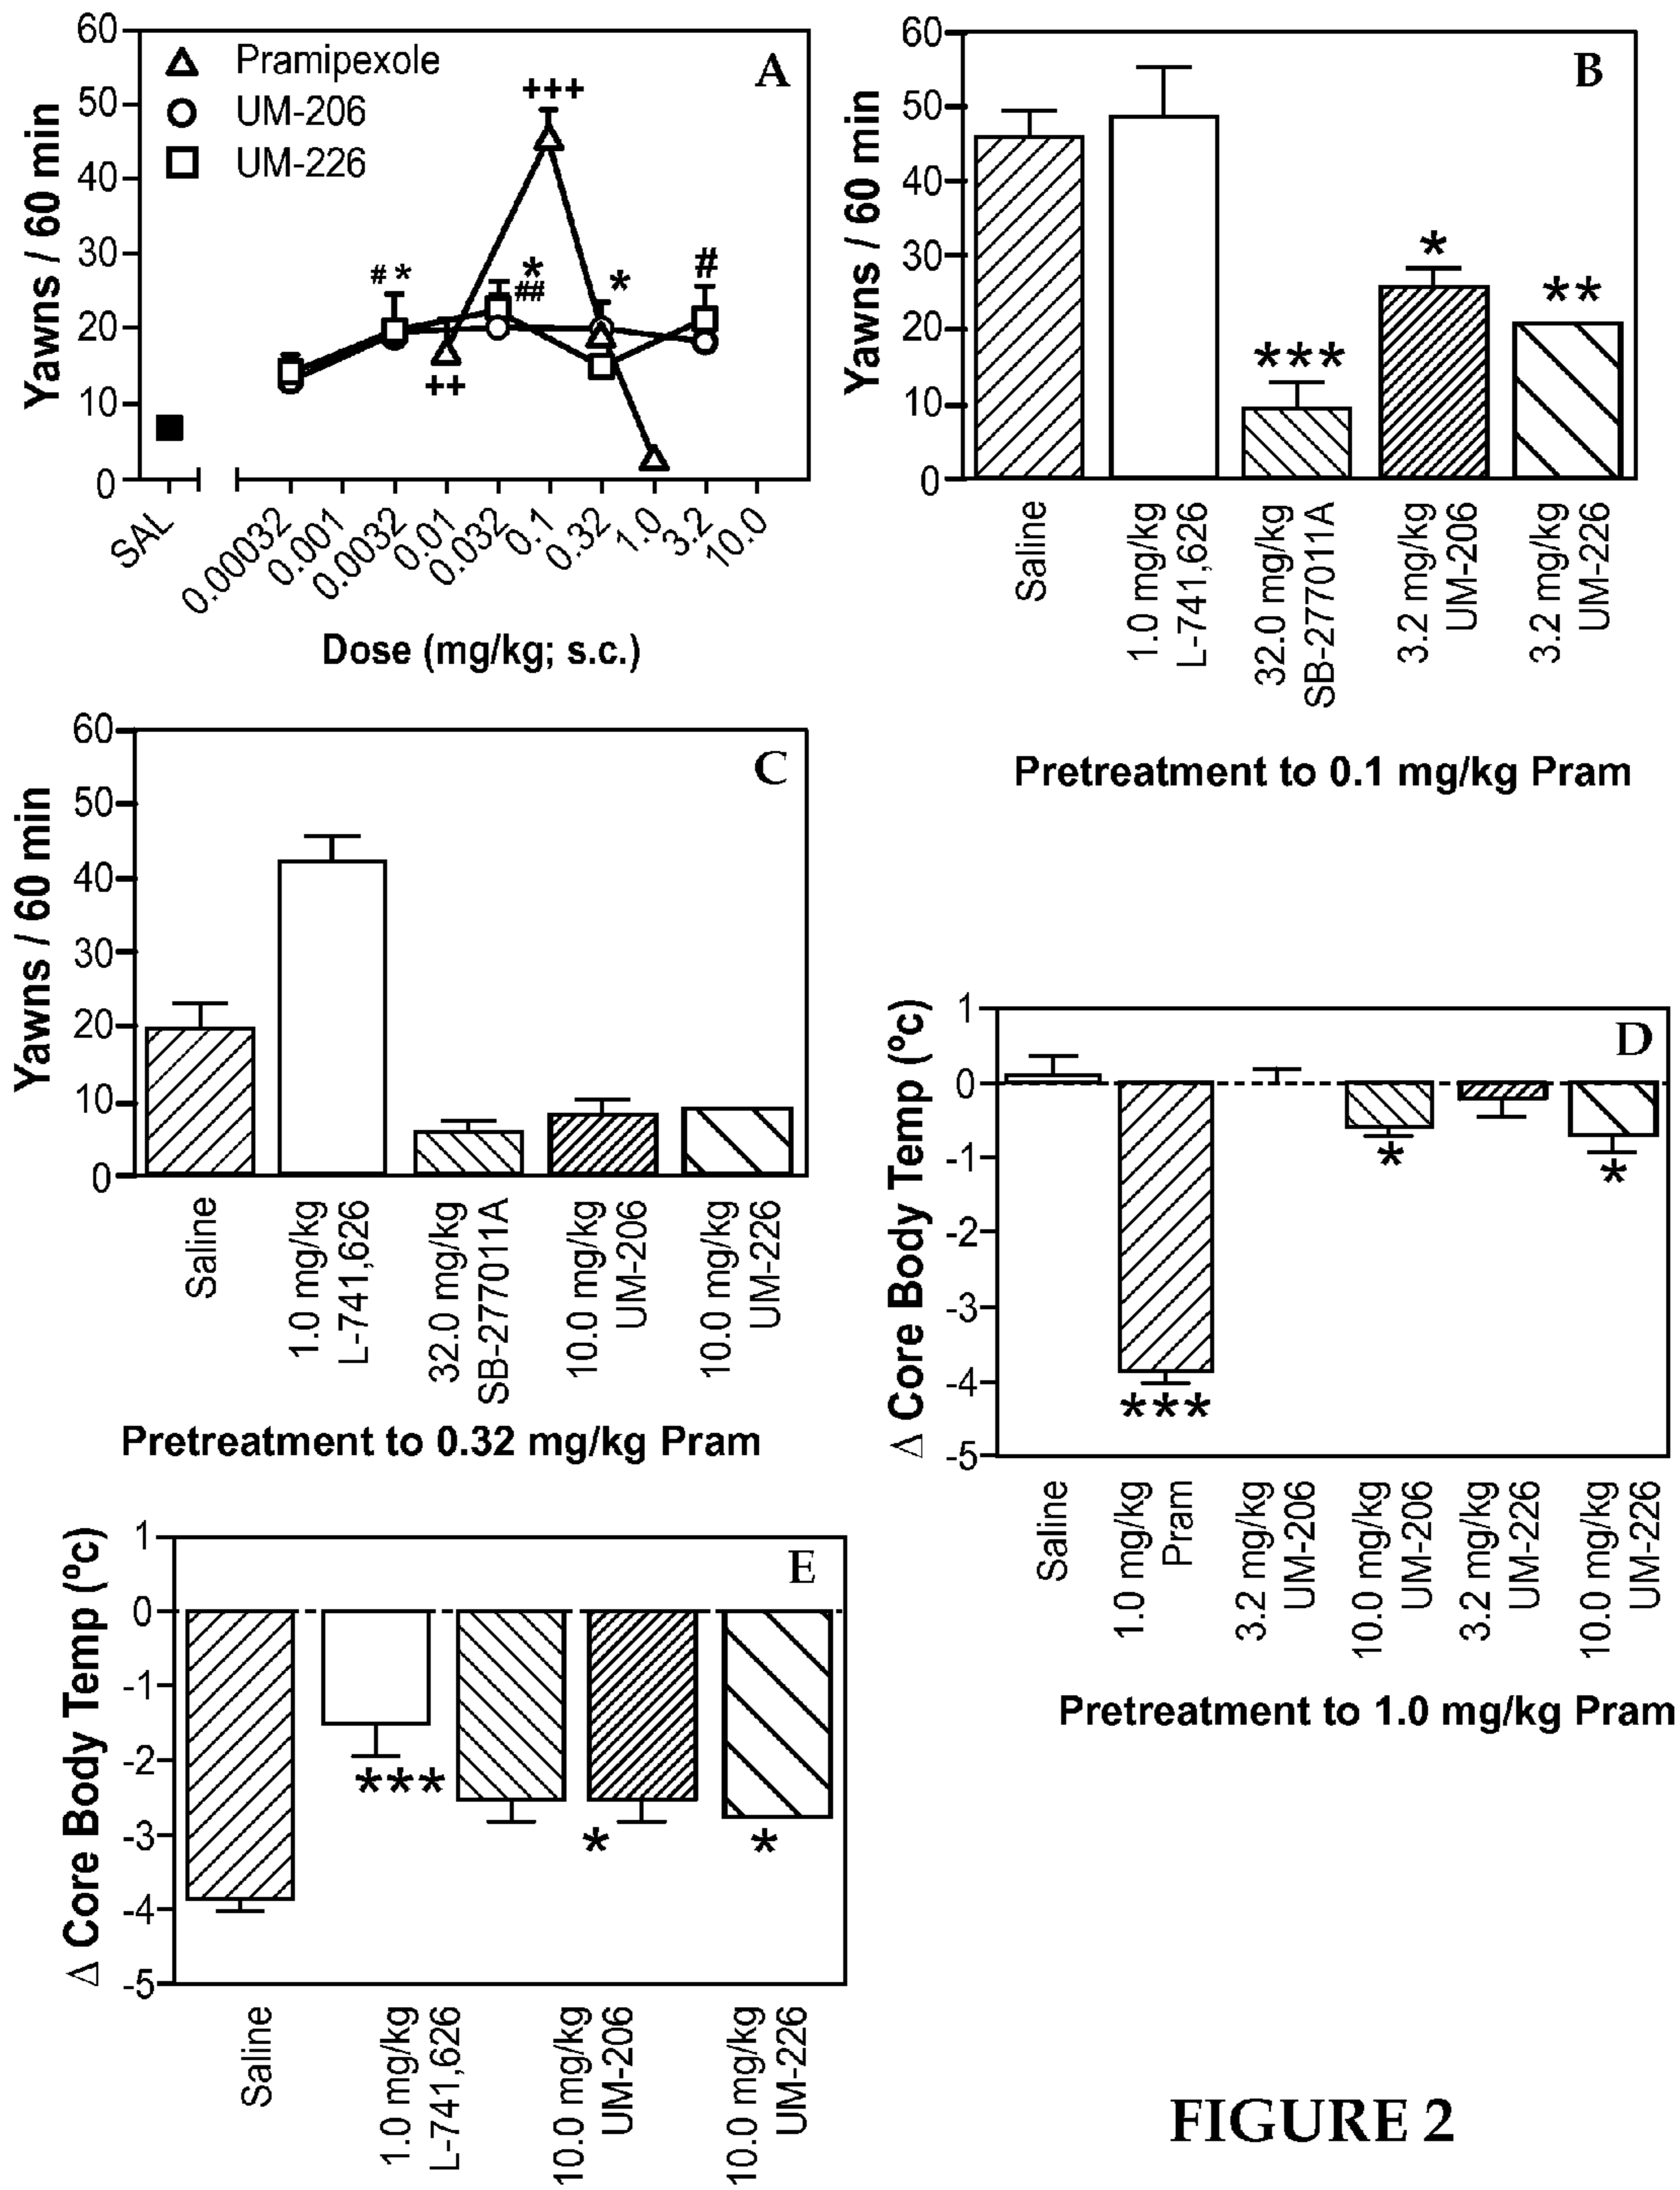 60
50
40
30
20
10
0
Yawns / 60 min
Pramipexole
UM-206
UM-226
A
+++
# *
++
*
##
*
#
SAL
0.00032
0.001
0.0032
0.01
0.032
0.1
0.32
1.0
3.2
10.0
Dose (mg/kg; s.c.)
60
50
40
30
20
10
0
Yawns / 60 min
B
***
*
**
Saline
1.0 mg/kg
L-741,626
32.0 mg/kg
SB-277011A
3.2 mg/kg
UM-206
3.2 mg/kg
UM-226
Pretreatment to 0.1 mg/kg Pram
60
50
40
30
20
10
0
Yawns / 60 min
C
Saline
1.0 mg/kg
L-741,626
32.0 mg/kg
SB-277011A
10.0 mg/kg
UM-206
10.0 mg/kg
UM-226
Pretreatment to 0.32 mg/kg Pram
1
0
-1
-2
-3
-4
-5
Δ Core Body Temp (ºc)
D
***
*
*
Saline
1.0 mg/kg
Pram
3.2 mg/kg
UM-206
10.0 mg/kg
UM-206
3.2 mg/kg
UM-226
10.0 mg/kg
UM-226
Pretreatment to 1.0 mg/kg Pram
1
0
-1
-2
-3
-4
-5
Δ Core Body Temp (ºc)
E
***
*
*
Saline
1.0 mg/kg
L-741,626
10.0 mg/kg
UM-206
10.0 mg/kg
UM-226
FIGURE 2